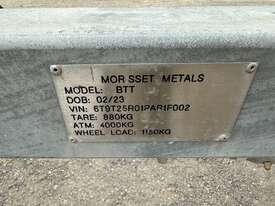 MOR SSET METALS
MODEL: BTT
DOB: 02/23
VIN: 6T9T25R01PAR1F002
TARE: 880KG
ATM: 4000KG
WHEEL LOAD: 1150KG